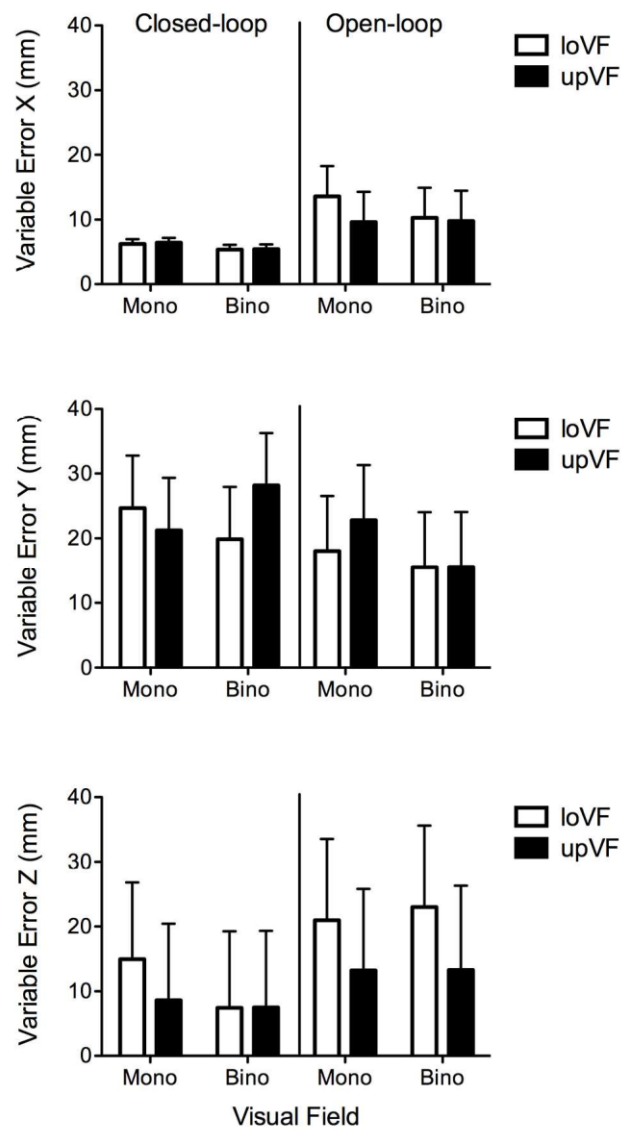 Closed-loop Open-loop
loVF
upVF
Variable Error X (mm)
40
30
20
10
0
Mono Bino Mono Bino
loVF
upVF
Variable Error Y (mm)
40
30
20
10
0
Mono Bino Mono Bino
loVF
upVF
Variable Error Z (mm)
40
30
20
10
0
Mono Bino Mono Bino
Visual Field